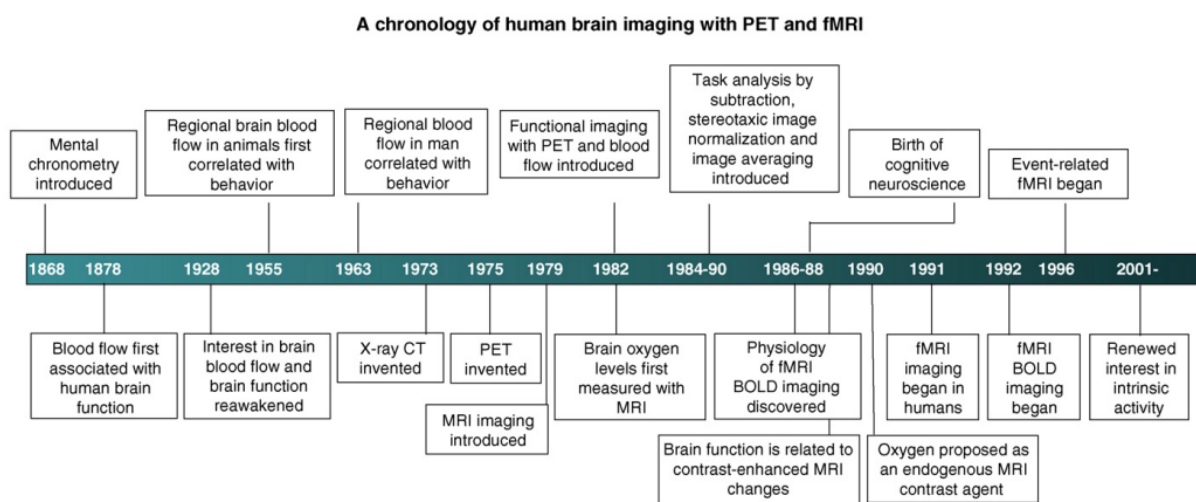 A chronology of human brain imaging with PET and fMRI
Mental
chronometry
introduced
Regional brain blood
flow in animals first
correlated with
behavior
Regional blood
flow in man
correlated with
behavior
Functional imaging
with PET and blood
flow introduced
Task analysis by
subtraction,
stereotaxic image
normalization and
image averaging
introduced
Birth of
cognitive
neuroscience
Event-related
fMRI began
1868 1878 1928 1955 1963 1973 1975 1979 1982 1984-90 1986-88 1990 1991 1992 1996 2001-
Blood flow first
associated with
human brain
function
Interest in brain
blood flow and
brain function
reawakened
X-ray CT
invented
PET
invented
MRI imaging
introduced
Brain oxygen
levels first
measured with
MRI
Physiology
of fMRI
BOLD imaging
discovered
Brain function is related to
contrast-enhanced MRI
changes
Oxygen proposed as
an endogenous MRI
contrast agent
fMRI
imaging
began in
humans
fMRI
BOLD
imaging
began
Renewed
interest in
intrinsic
activity